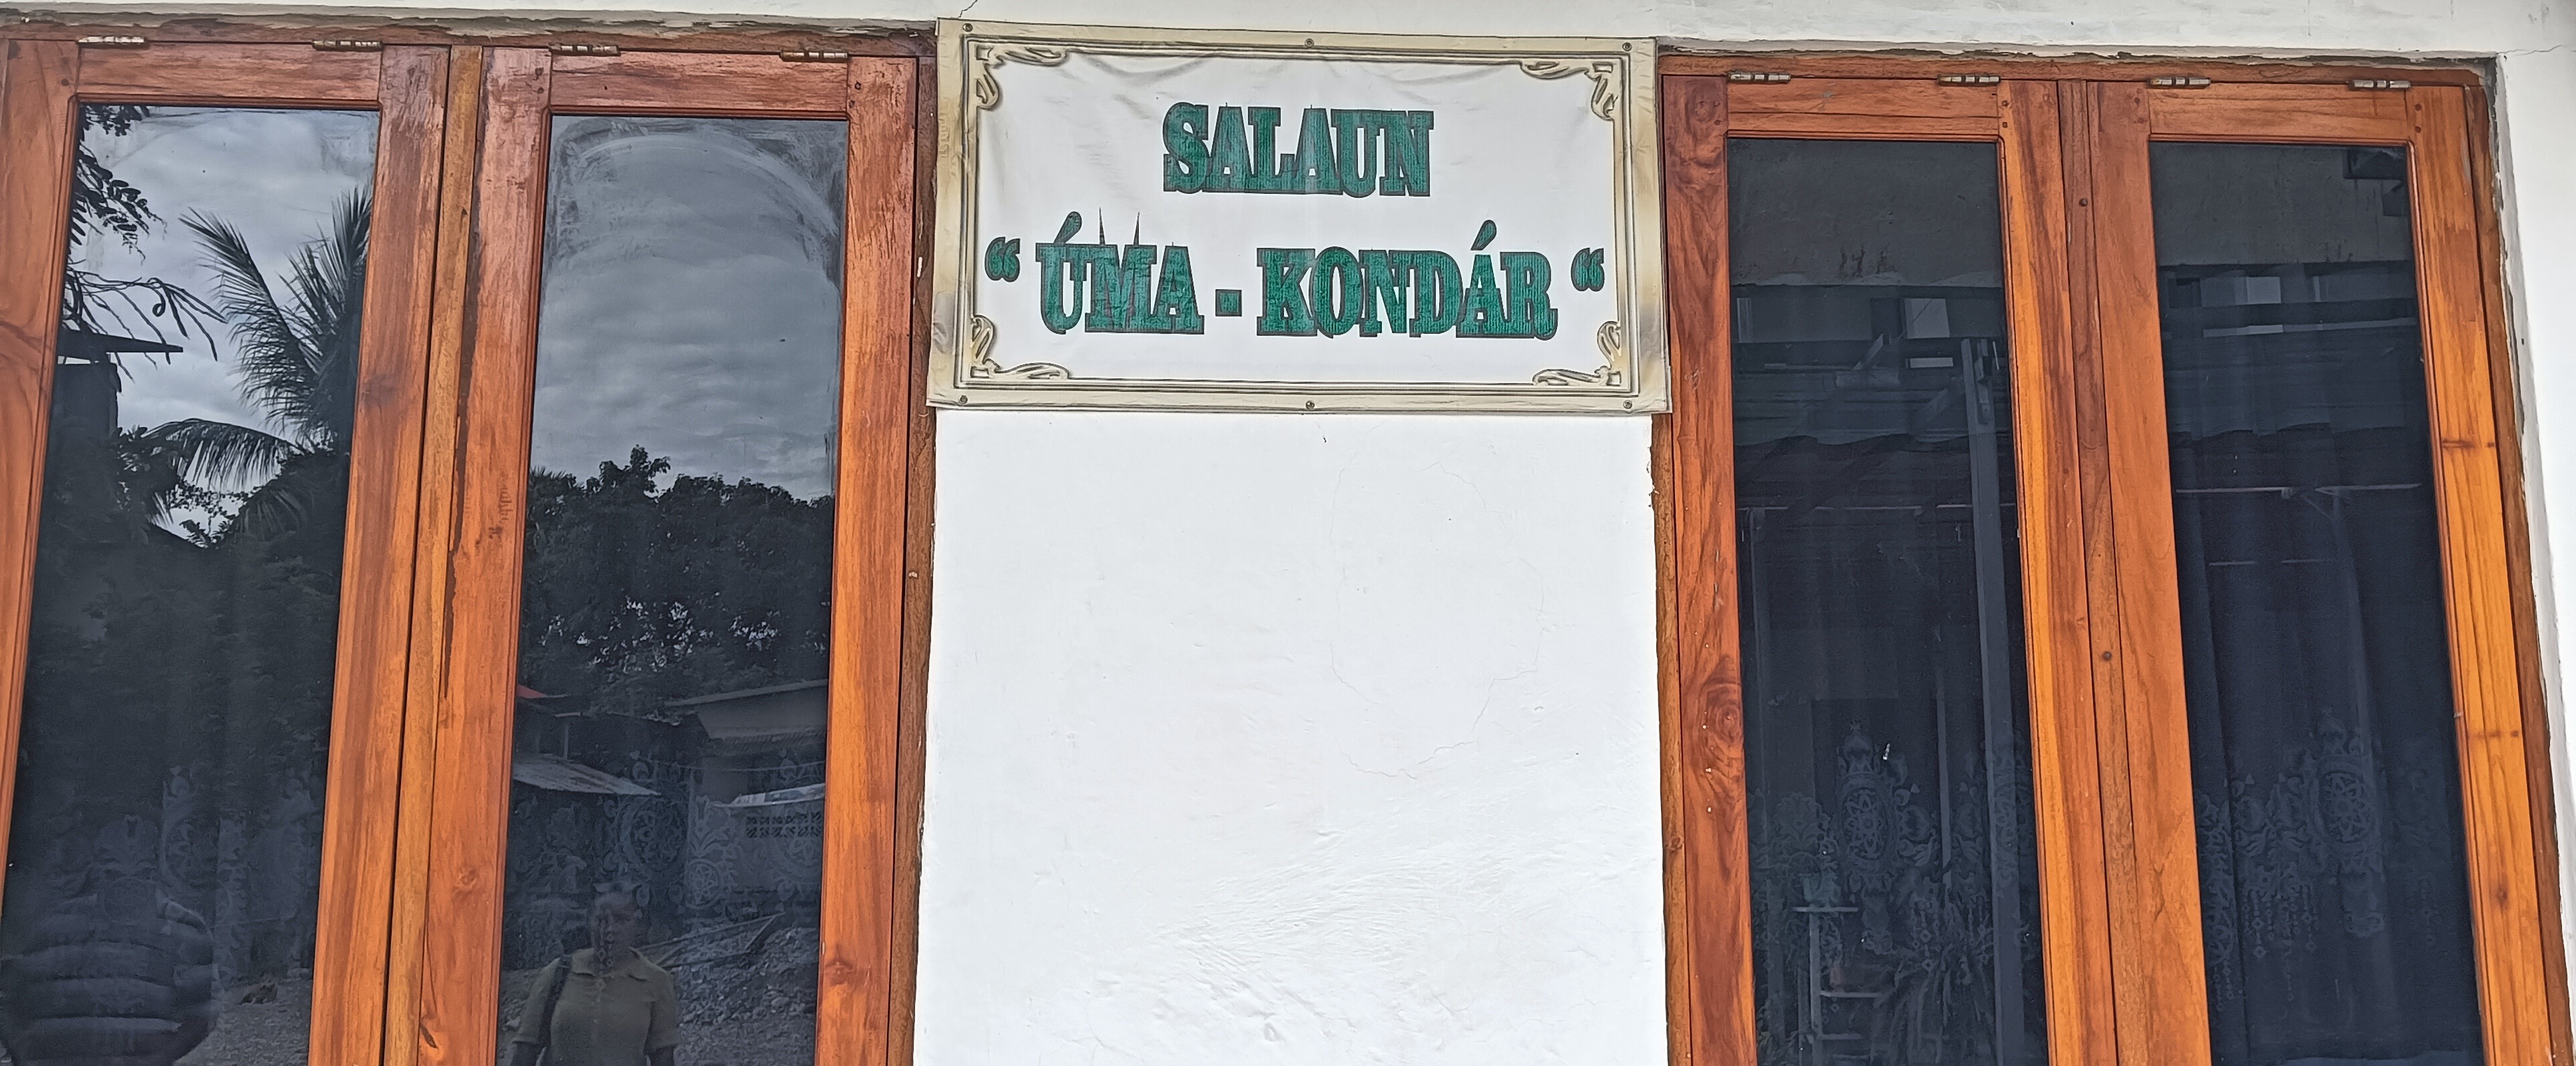 SALAUN
“ ÚMA - KONDÁR “